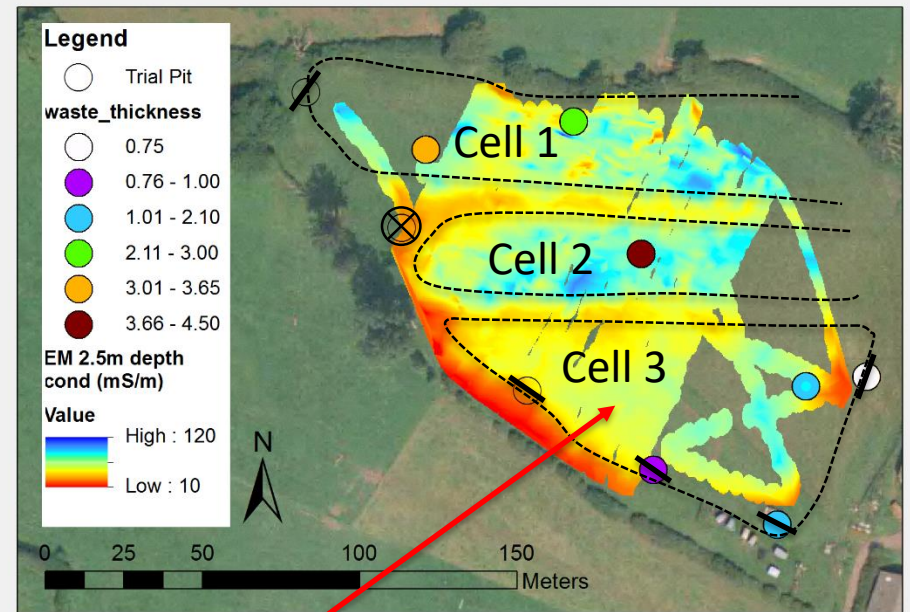 Legend
Trial Pit
waste_thickness
0.75
0.76 - 1.00
1.01 - 2.10
2.11 - 3.00
3.01 - 3.65
3.66 - 4.50
EM 2.5m depth
cond (mS/m)
Value
High : 120
Low : 10
N
0 25 50 100 150
Meters
Cell 1
Cell 2
Cell 3